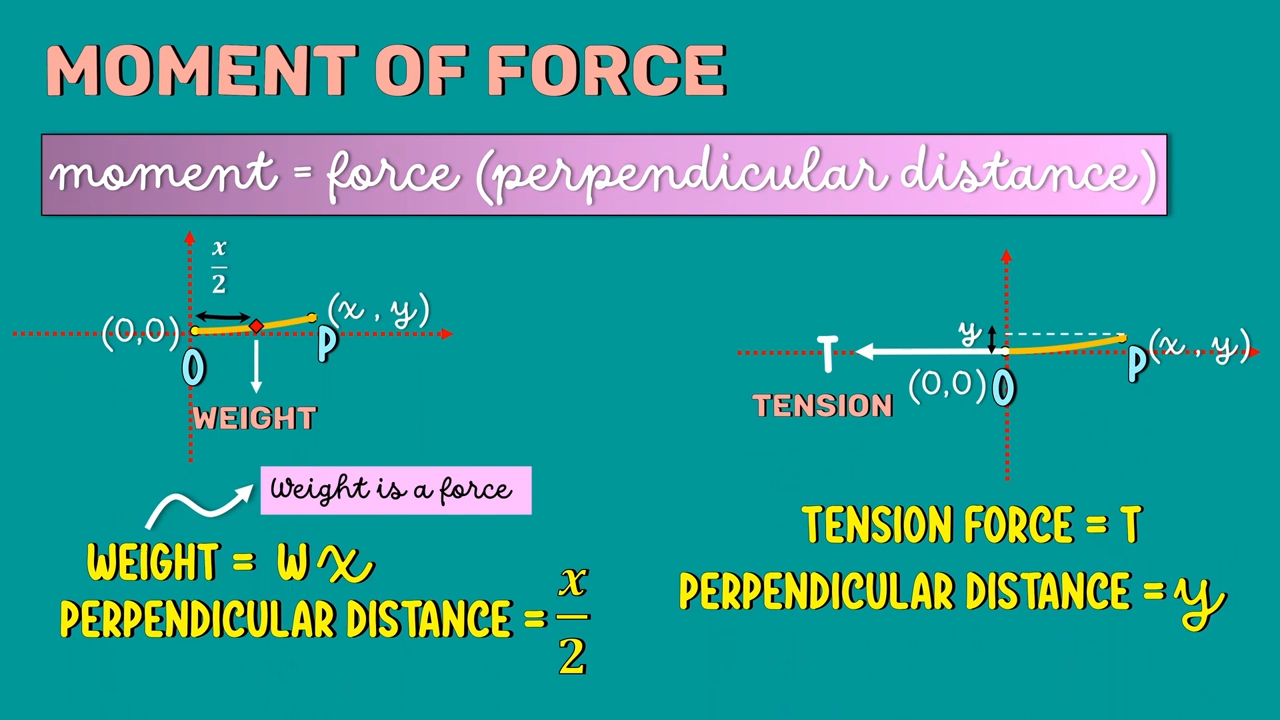 MOMENT OF FORCE
moment = force (perpendicular distance)
x
2
(0,0)
(x , y)
O
P
WEIGHT
y
T
(x , y)
(0,0)
O
P
TENSION
Weight is a force
WEIGHT = W x
PERPENDICULAR DISTANCE = x
2
TENSION FORCE = T
PERPENDICULAR DISTANCE = y